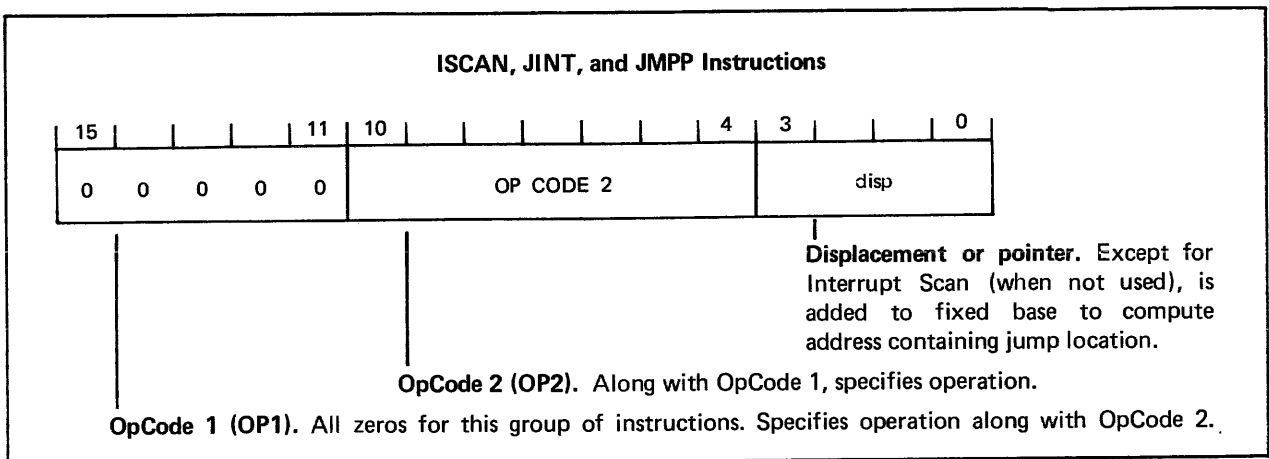 ISCAN, JINT, and JMPP Instructions
15 11 10 4 3 0
0 0 0 0 0 OP CODE 2 disp
Displacement or pointer. Except for
Interrupt Scan (when not used), is
added to fixed base to compute
address containing jump location.
OpCode 2 (OP2). Along with OpCode 1, specifies operation.
OpCode 1 (OP1). All zeros for this group of instructions. Specifies operation along with OpCode 2.